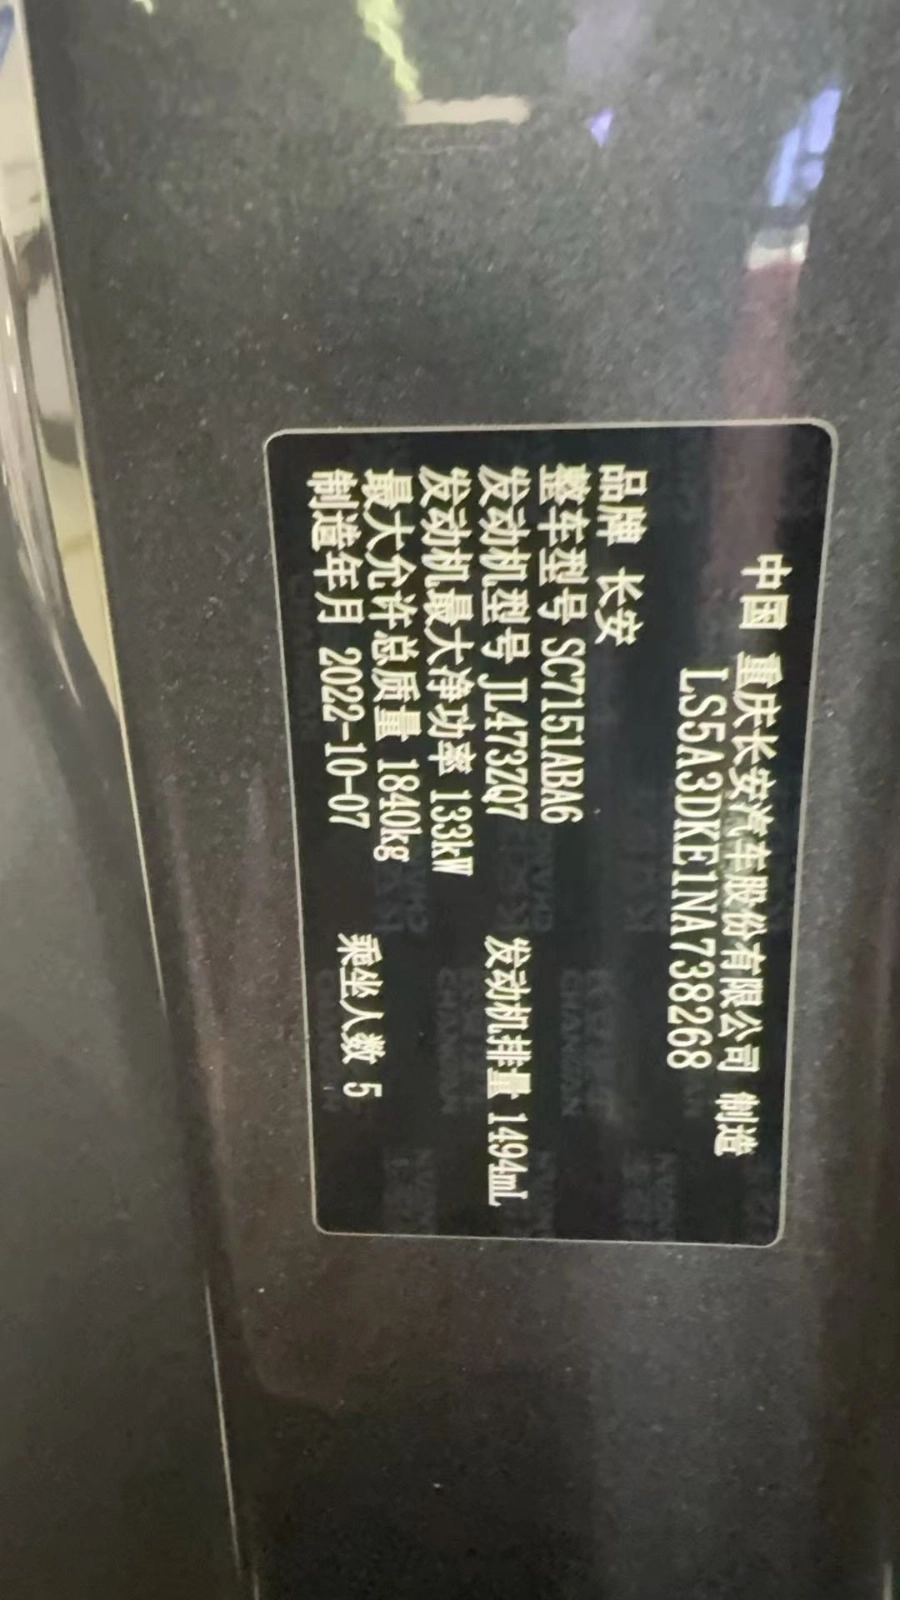 中国 重庆长安汽车股份有限公司 制造
LS5A3DKE1NA738268
品牌 长安
整车型号 SC7151ABA6
发动机型号 JL473ZQ7 发动机排量 1494mL
发动机最大净功率 133kW
最大允许总质量 1840kg
制造年月 2022-10-07 乘坐人数 5